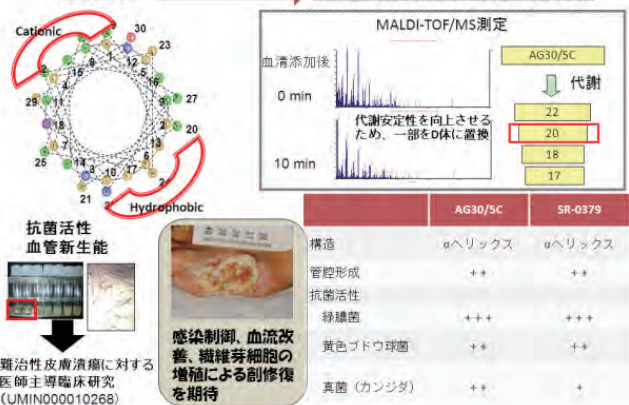 Cationic
Hydrophobic
30
23
27
20
29
25
21
MALDI-TOF/MS測定
血清添加後
0 min
10 min
代謝安定性を向上させる
ため、一部をD体に置換
AG30/5C
代謝
22
20
18
17
抗菌活性
血管新生能
難治性皮膚潰瘍に対する
医師主導臨床研究
(UMIN000010268)
感染制御、血流改
善、繊維芽細胞の
増殖による創修復
を期待
AG30/5C SR-0379
構造 αヘリックス αヘリックス
管腔形成 ++ ++
抗菌活性
緑膿菌 +++ +++
黄色ブドウ球菌 ++ ++
真菌（カンジダ） ++ +